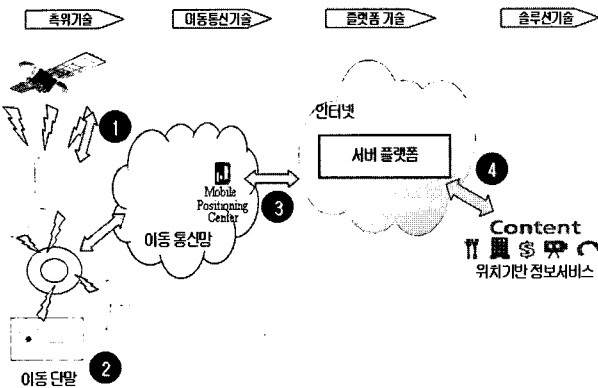 측위기술
이동통신기술
플랫폼 기술
솔루션기술
1
인터넷
서버 플랫폼
4
Mobile
Positioning
Center
3
이동 통신망
Content
$
위치기반 정보서비스
2
이동 단말